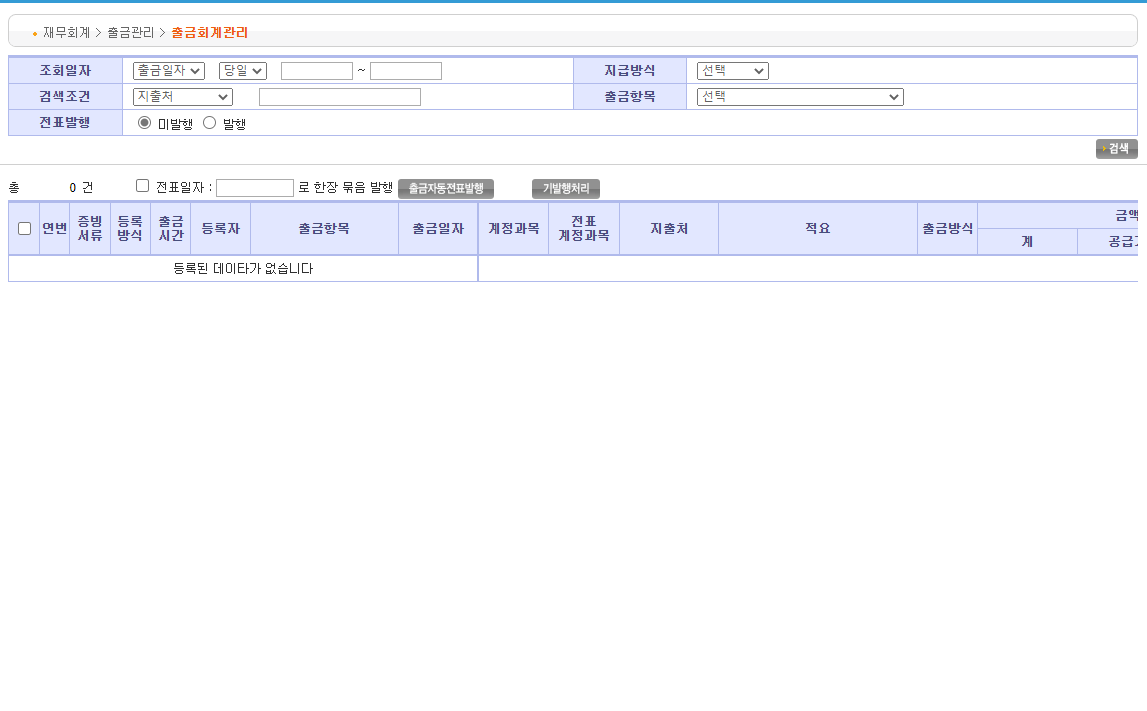 재무회계 > 출금관리 > 출금회계관리
조회일자 출금일자 당일 ~ 지급방식 선택
검색조건 지출처 출금항목 선택
전표발행 미발행 발행
검색
총 0 건 전표일자 : 로 한장 묶음 발행 출금자동전표발행 기발행처리
연번 증빙서류 등록방식 출금시간 등록자 출금항목 출금일자 계정과목 전표계정과목 지출처 적요 출금방식 금액
계 공급
등록된 데이타가 없습니다